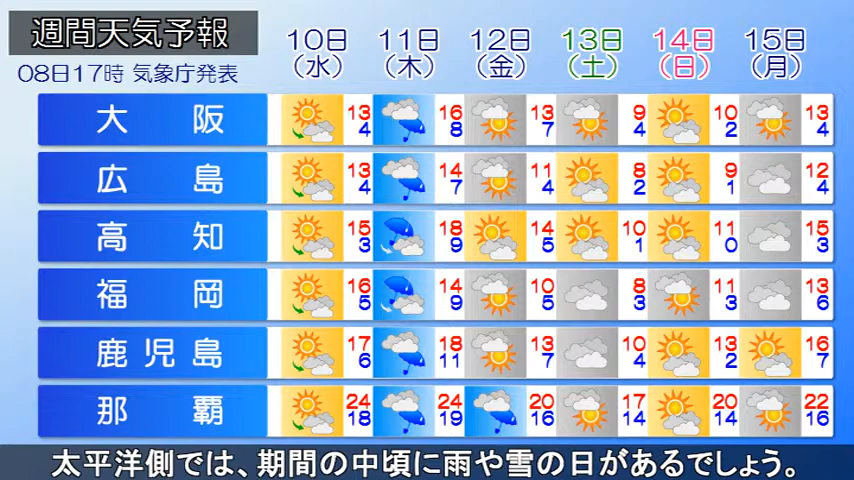 週間天気予報
08日17時 気象庁発表
10日 11日 12日 13日 14日 15日
(水) (木) (金) (土) (日) (月)
大阪 13 4 16 8 13 7 9 4 10 2 13 4
広島 13 4 14 7 11 4 8 2 9 1 12 4
高知 15 3 18 9 14 5 10 1 11 0 15 3
福岡 16 5 14 9 10 5 8 3 11 3 13 6
鹿児島 17 6 18 11 13 7 10 4 13 2 16 7
那覇 24 18 24 19 20 16 17 14 20 14 22 16
太平洋側では、期間の中頃に雨や雪の日があるでしょう。